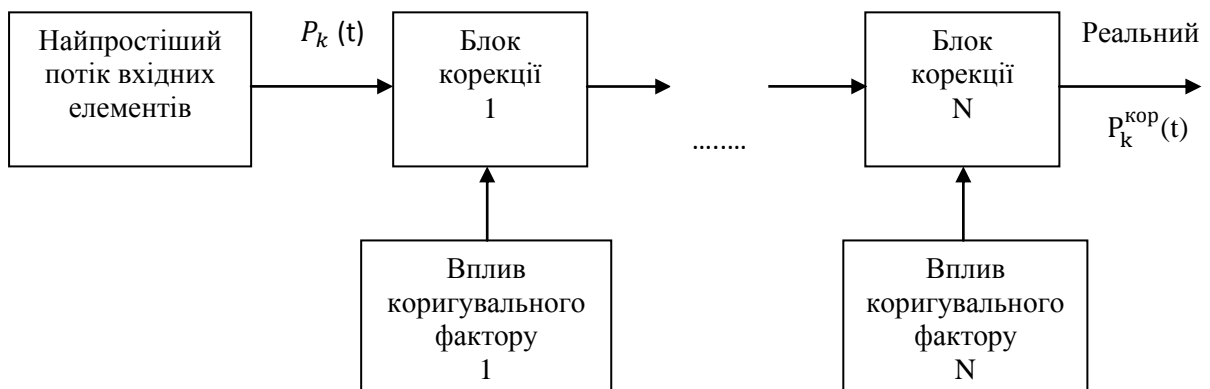 Найпростіший
потік вхідних
елементів
P_k (t)
Блок
корекції
1
........
Блок
корекції
N
Реальний
P_k^кор(t)
Вплив
коригувального
фактору
1
Вплив
коригувального
фактору
N